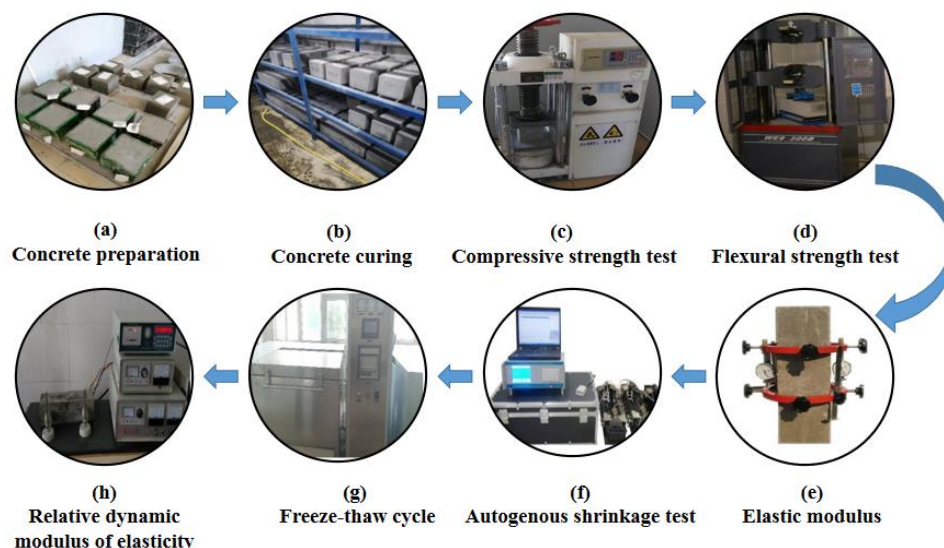 (a)
Concrete preparation
(b)
Concrete curing
(c)
Compressive strength test
(d)
Flexural strength test
(e)
Elastic modulus
(f)
Autogenous shrinkage test
(g)
Freeze-thaw cycle
(h)
Relative dynamic
modulus of elasticity